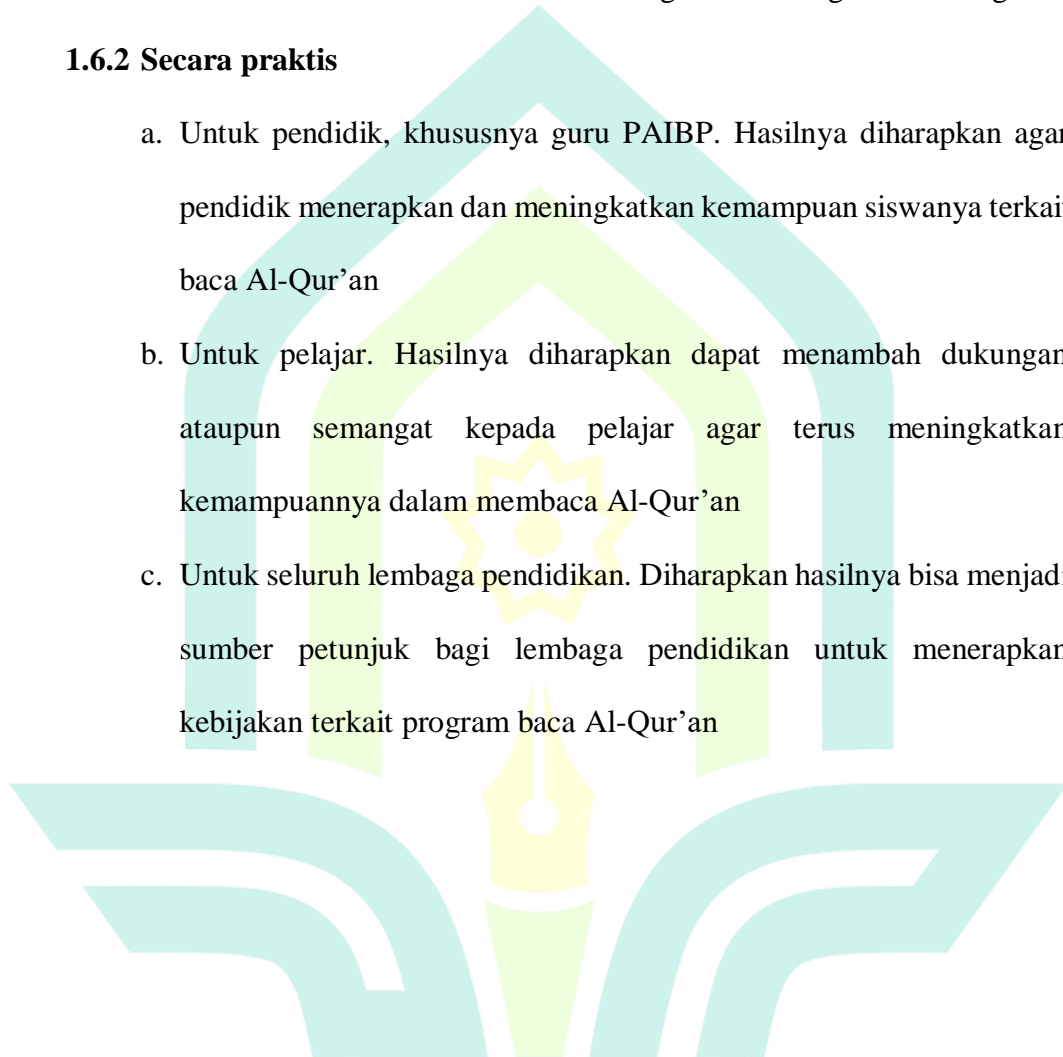 1.6.2 Secara praktis
a. Untuk pendidik, khususnya guru PAIBP. Hasilnya diharapkan agar
pendidik menerapkan dan meningkatkan kemampuan siswanya terkait
baca Al-Qur’an
b. Untuk pelajar. Hasilnya diharapkan dapat menambah dukungan
ataupun semangat kepada pelajar agar terus meningkatkan
kemampuannya dalam membaca Al-Qur’an
c. Untuk seluruh lembaga pendidikan. Diharapkan hasilnya bisa menjadi
sumber petunjuk bagi lembaga pendidikan untuk menerapkan
kebijakan terkait program baca Al-Qur’an